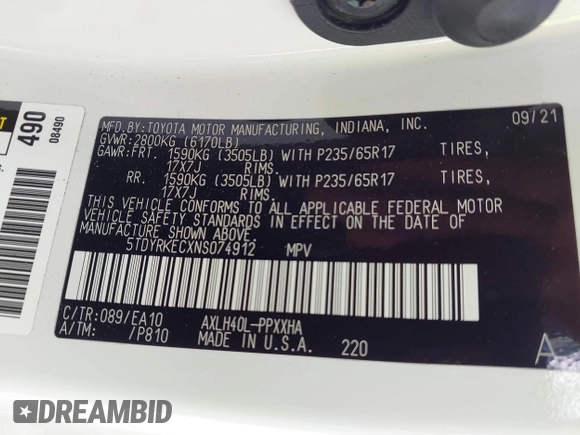 MFD.BY:TOYOTA MOTOR MANUFACTURING, INDIANA, INC. 09/21
GVWR:2800KG (6170LB)
GAWR:FRT. 1590KG (3505LB) WITH P235/65R17 TIRES,
17X7J RIMS.
RR. 1590KG (3505LB) WITH P235/65R17 TIRES,
17X7J RIMS.
THIS VEHICLE CONFORMS TO ALL APPLICABLE FEDERAL MOTOR
VEHICLE SAFETY STANDARDS IN EFFECT ON THE DATE OF
MANUFACTURE SHOWN ABOVE.
5TDYRKECXNS074912 MPV
C/TR:089/EA10 AXLH40L-PPXXHA
A/TM: /P810 MADE IN U.S.A. 220 A
490
08490
DREAMBID